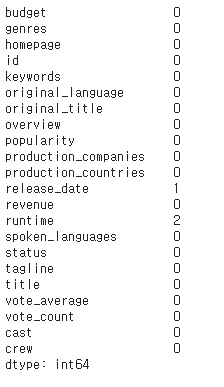 budget 0
genres 0
homepage 0
id 0
keywords 0
original_language 0
original_title 0
overview 0
popularity 0
production_companies 0
production_countries 0
release_date 1
revenue 0
runtime 2
spoken_languages 0
status 0
tagline 0
title 0
vote_average 0
vote_count 0
cast 0
crew 0
dtype: int64